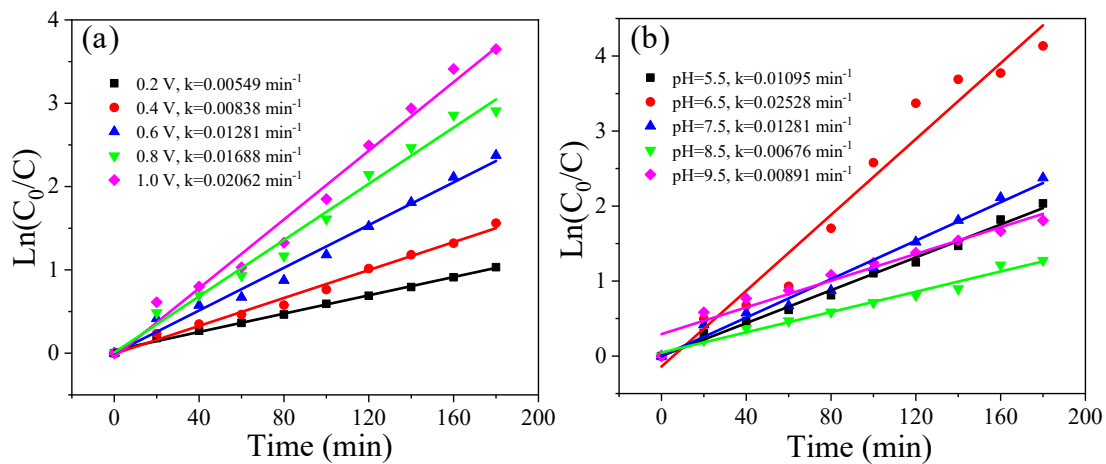 (a)
0.2 V, k=0.00549 min-1
0.4 V, k=0.00838 min-1
0.6 V, k=0.01281 min-1
0.8 V, k=0.01688 min-1
1.0 V, k=0.02062 min-1
Ln(C0/C)
4
3
2
1
0
0 40 80 120 160 200
Time (min)
(b)
pH=5.5, k=0.01095 min-1
pH=6.5, k=0.02528 min-1
pH=7.5, k=0.01281 min-1
pH=8.5, k=0.00676 min-1
pH=9.5, k=0.00891 min-1
Ln(C0/C)
4
3
2
1
0
0 40 80 120 160 200
Time (min)